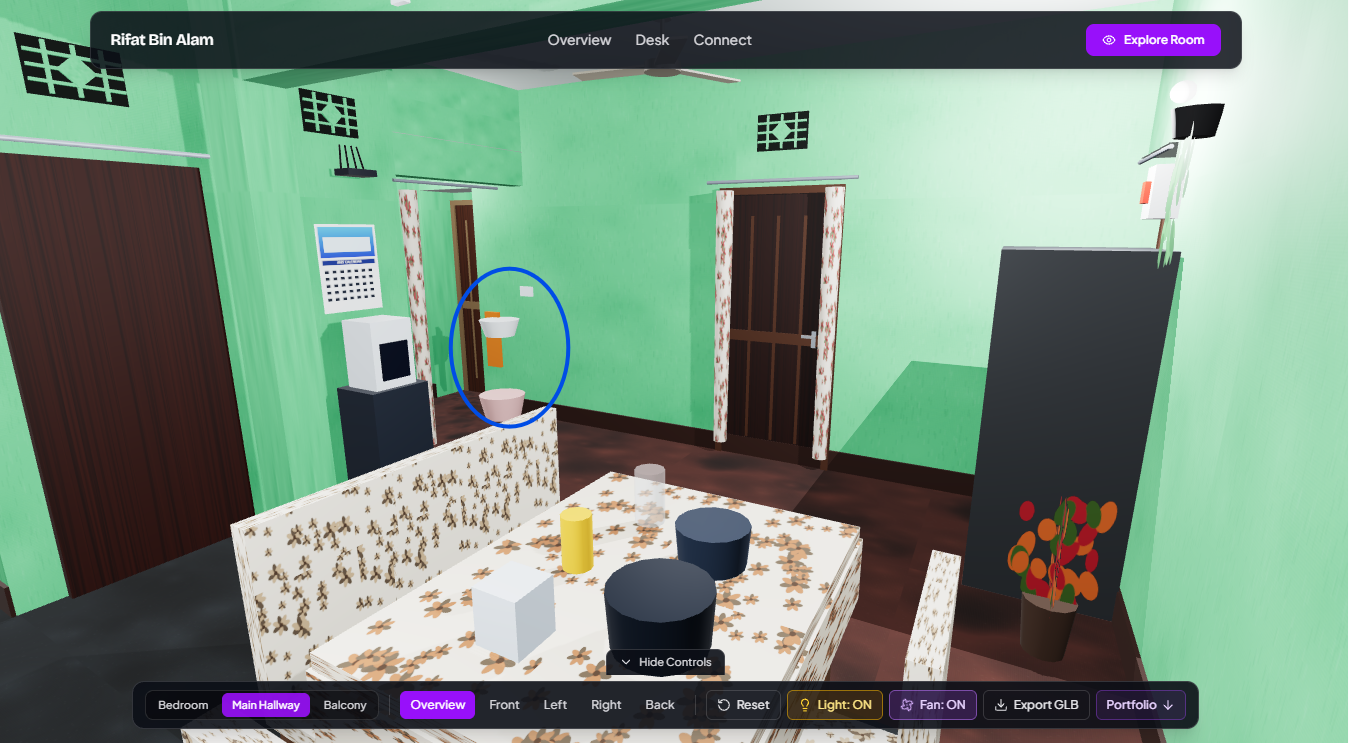 Rifat Bin Alam
Overview
Desk
Connect
Explore Room
Hide Controls
Bedroom
Main Hallway
Balcony
Overview
Front
Left
Right
Back
Reset
Light: ON
Fan: ON
Export GLB
Portfolio ↓